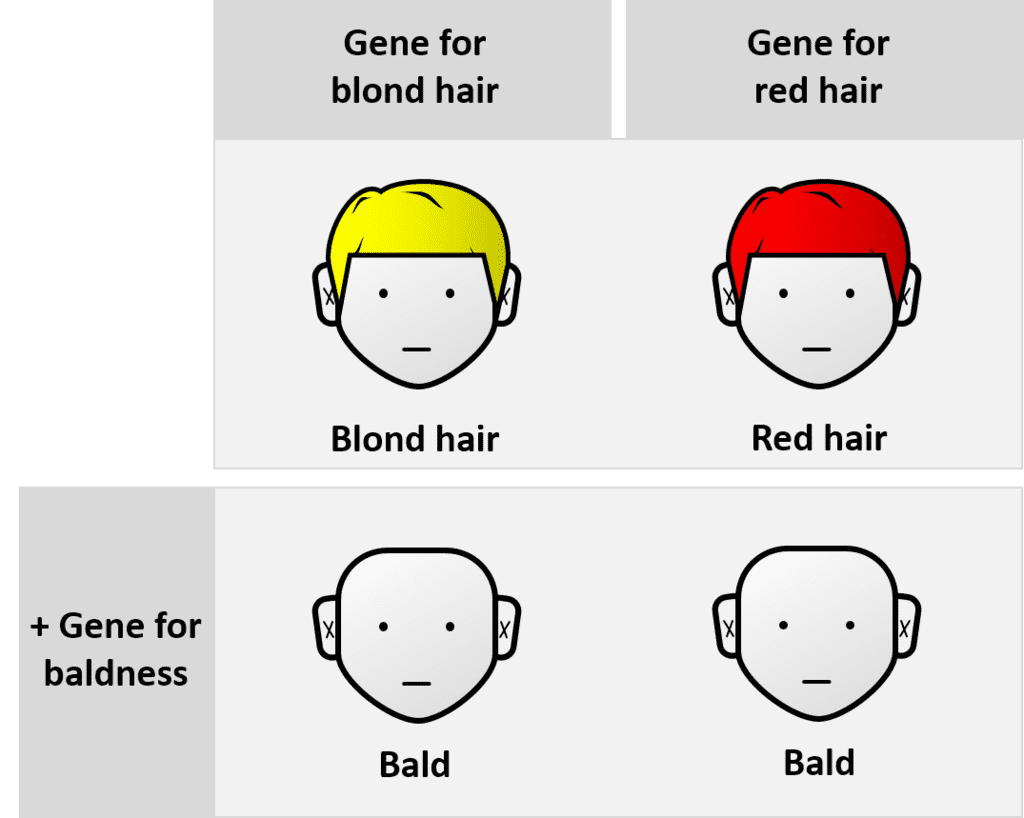 Gene for
blond hair
Gene for
red hair
Blond hair
Red hair
+ Gene for
baldness
Bald
Bald